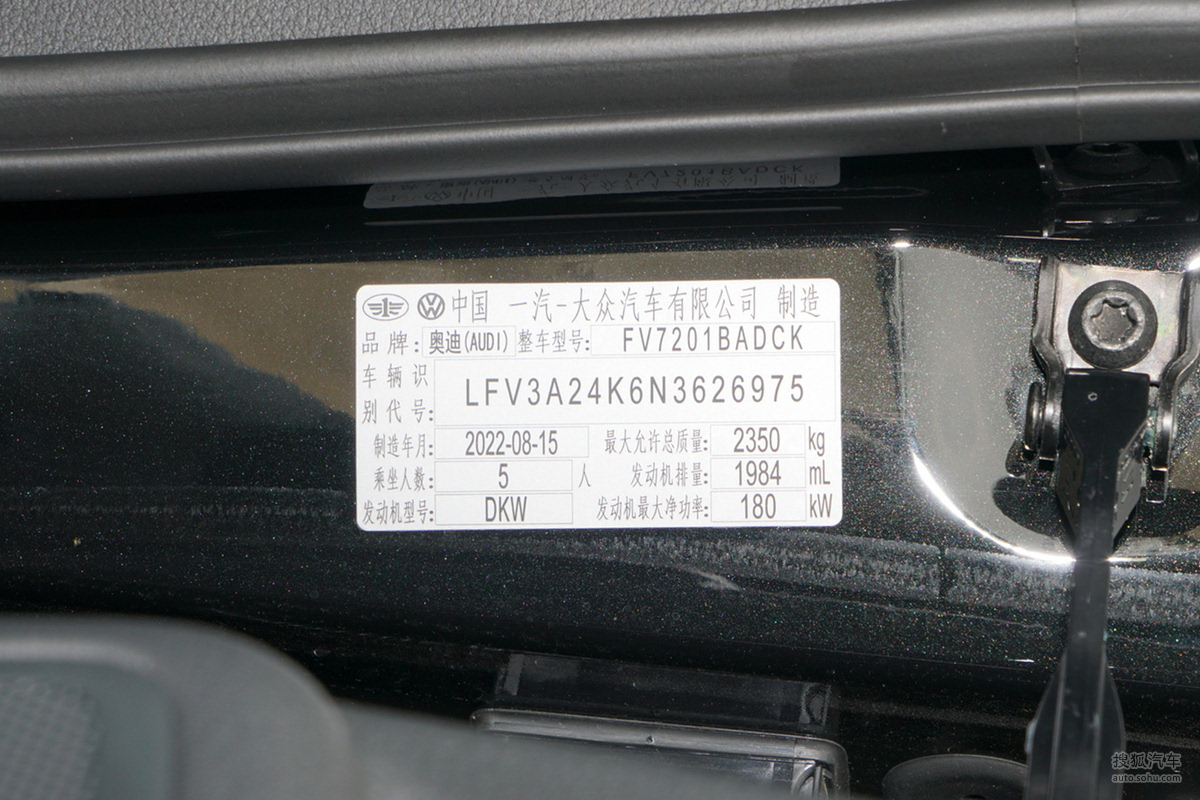 中国 一汽-大众汽车有限公司 制造
品牌: 奥迪(AUDI) 整车型号: FV7201BADCK
车辆识别代号: LFV3A24K6N3626975
制造年月: 2022-08-15 最大允许总质量: 2350 kg
乘坐人数: 5 人 发动机排量: 1984 mL
发动机型号: DKW 发动机最大净功率: 180 kW
搜狐汽车
auto.sohu.com